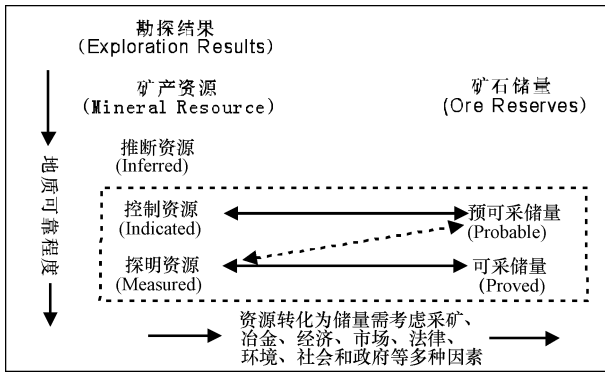 勘探结果
(Exploration Results)
矿产资源
(Mineral Resource)
矿石储量
(Ore Reserves)
地质可靠程度
推断资源
(Inferred)
控制资源
(Indicated)
预可采储量
(Probable)
探明资源
(Measured)
可采储量
(Proved)
资源转化为储量需考虑采矿、
冶金、经济、市场、法律、
环境、社会和政府等多种因素